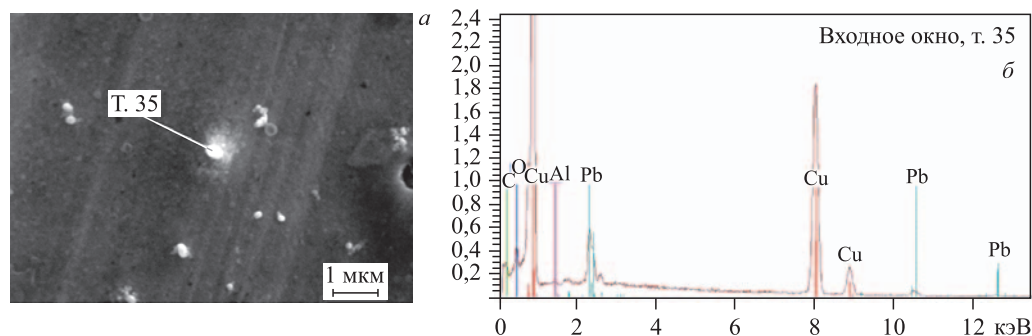 а
Т. 35
1 мкм
2,4
2,0
1,8
1,6
1,4
1,2
1,0
0,8
0,6
0,4
0,2
Входное окно, т. 35
б
C
O
Cu
Al
Pb
Cu
Cu
Pb
Pb
0 2 4 6 8 10 12 кэВ